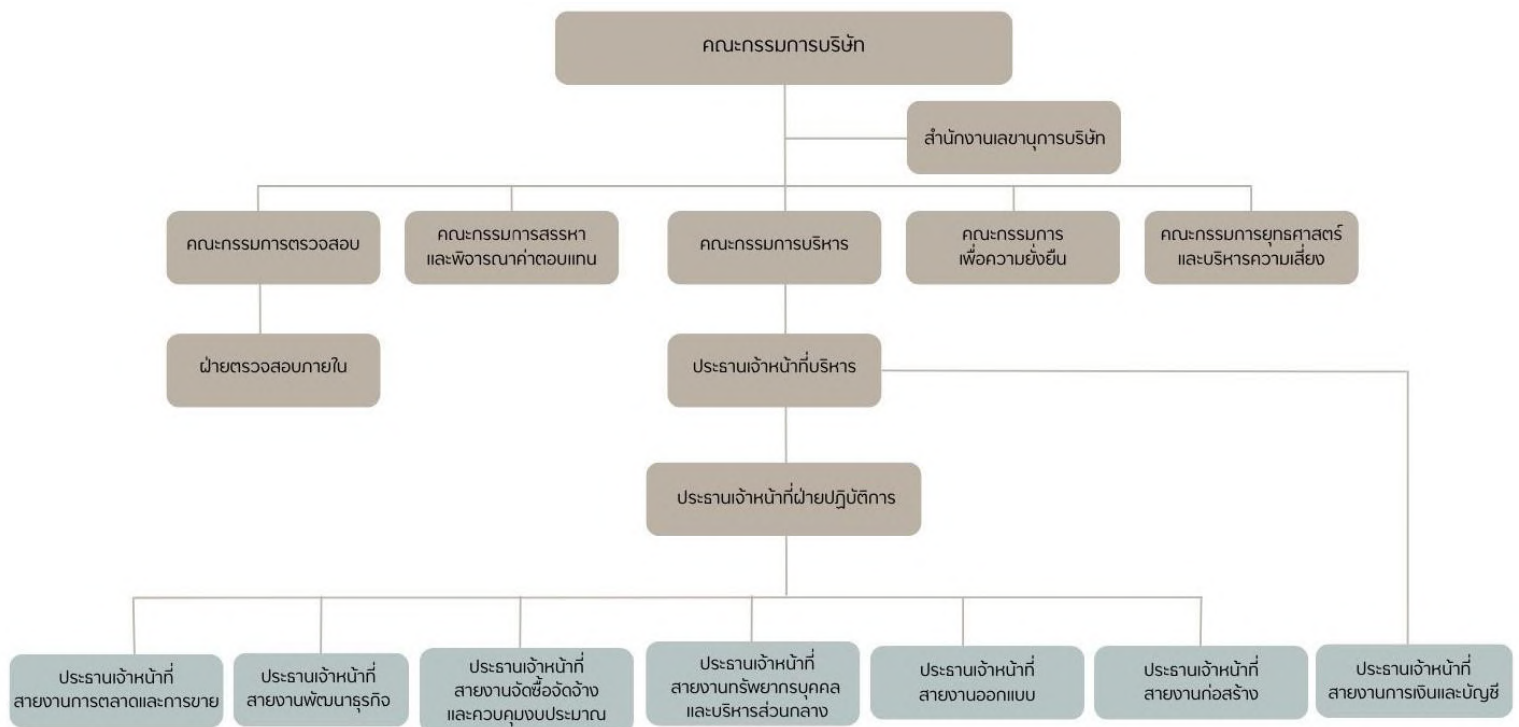 คณะกรรมการบริษัท
สำนักงานเลขานุการบริษัท
คณะกรรมการตรวจสอบ
คณะกรรมการสรรหา
และพิจารณาค่าตอบแทน
คณะกรรมการบริหาร
คณะกรรมการ
เพื่อความยั่งยืน
คณะกรรมการยุทธศาสตร์
และบริหารความเสี่ยง
ฝ่ายตรวจสอบภายใน
ประธานเจ้าหน้าที่บริหาร
ประธานเจ้าหน้าที่ฝ่ายปฏิบัติการ
ประธานเจ้าหน้าที่
สายงานการตลาดและการขาย
ประธานเจ้าหน้าที่
สายงานพัฒนาธุรกิจ
ประธานเจ้าหน้าที่
สายงานจัดซื้อจัดจ้าง
และควบคุมงบประมาณ
ประธานเจ้าหน้าที่
สายงานทรัพยากรบุคคล
และบริหารส่วนกลาง
ประธานเจ้าหน้าที่
สายงานออกแบบ
ประธานเจ้าหน้าที่
สายงานก่อสร้าง
ประธานเจ้าหน้าที่
สายงานการเงินและบัญชี